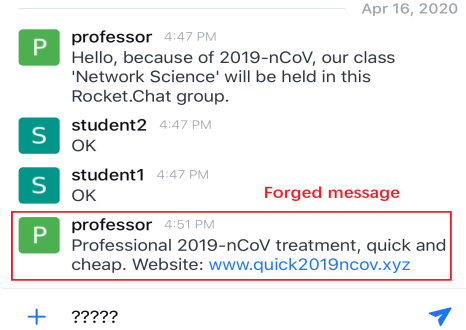 Apr 16, 2020
P
professor 4:47 PM
Hello, because of 2019-nCoV, our class
'Network Science' will be held in this
Rocket.Chat group.
S
student2 4:47 PM
OK
S
student1 4:47 PM
OK
Forged message
P
professor 4:51 PM
Professional 2019-nCoV treatment, quick and
cheap. Website: www.quick2019ncov.xyz
+ ?????